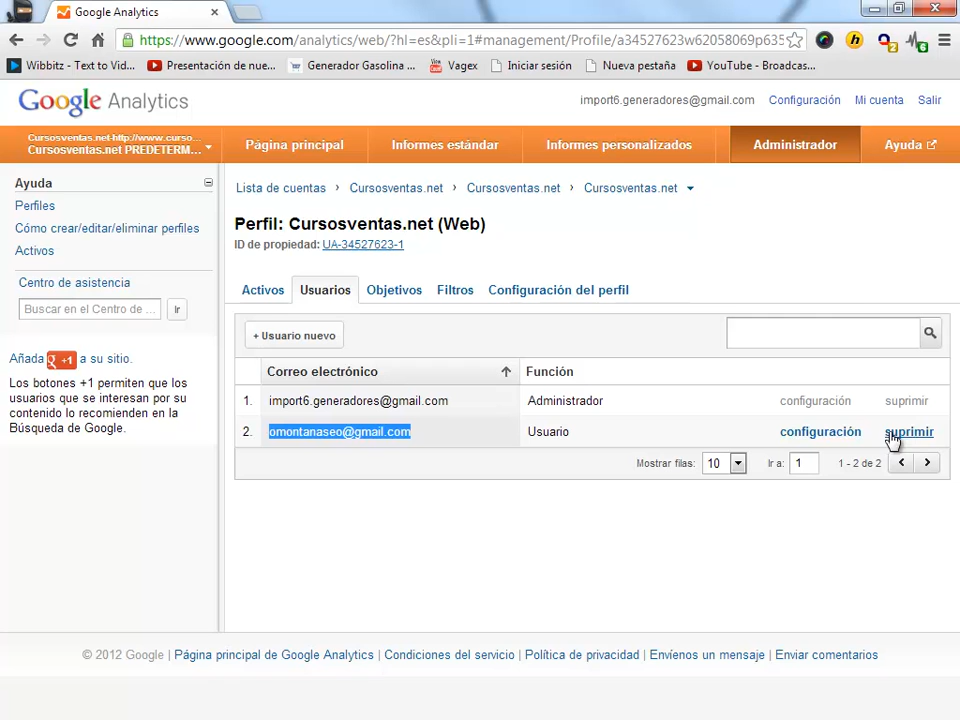 Google Analytics
https://www.google.com/analytics/web/?hl=es&pli=1#management/Profile/a34527623w62058069p635
Wibbitz - Text to Vid...
Presentación de nue...
Generador Gasolina ...
Vagex
Iniciar sesión
Nueva pestaña
YouTube - Broadcas...
Google Analytics
import6.generadores@gmail.com
Configuración
Mi cuenta
Salir
Cursosventas.net-http://www.curso...
Cursosventas.net PREDETERM...
Página principal
Informes estándar
Informes personalizados
Administrador
Ayuda
Ayuda
Perfiles
Cómo crear/editar/eliminar perfiles
Activos
Centro de asistencia
Buscar en el Centro de ...
Ir
Añada g +1 a su sitio.
Los botones +1 permiten que los
usuarios que se interesan por su
contenido lo recomienden en la
Búsqueda de Google.
Lista de cuentas › Cursosventas.net › Cursosventas.net › Cursosventas.net
Perfil: Cursosventas.net (Web)
ID de propiedad: UA-34527623-1
Activos
Usuarios
Objetivos
Filtros
Configuración del perfil
+ Usuario nuevo
Correo electrónico
Función
1. import6.generadores@gmail.com Administrador configuración suprimir
2. omontanaseo@gmail.com Usuario configuración suprimir
Mostrar filas: 10 Ir a: 1 1 - 2 de 2
© 2012 Google | Página principal de Google Analytics | Condiciones del servicio | Política de privacidad | Envíenos un mensaje | Enviar comentarios